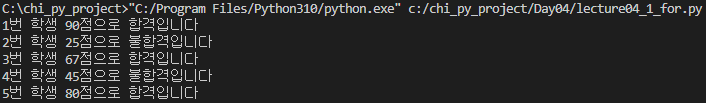 C:\chi_py_project>"C:/Program Files/Python310/python.exe" c:/chi_py_project/Day04/lecture04_1_for.py
1번 학생 90점으로 합격입니다
2번 학생 25점으로 불합격입니다
3번 학생 67점으로 합격입니다
4번 학생 45점으로 불합격입니다
5번 학생 80점으로 합격입니다